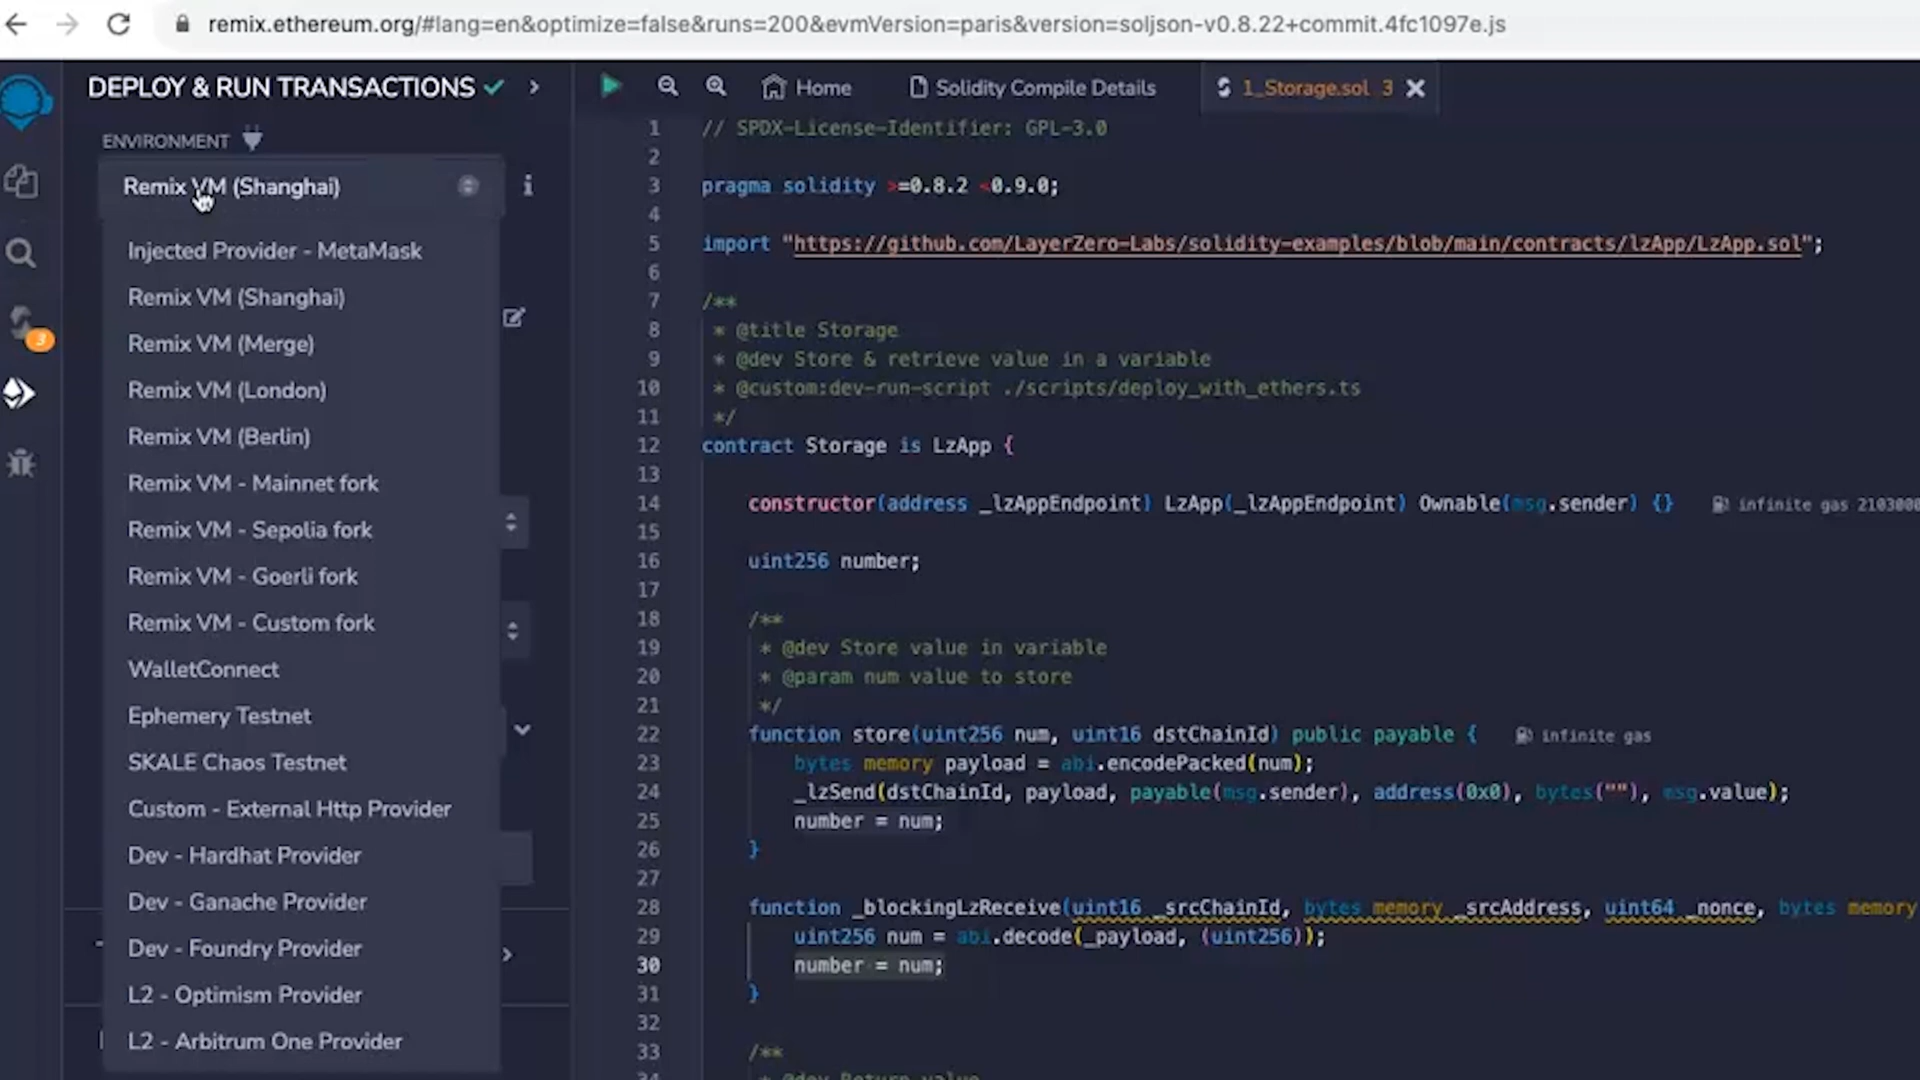 remix.ethereum.org/#lang=en&optimize=false&runs=200&evmVersion=paris&version=soljson-v0.8.22+commit.4fc1097e.js
DEPLOY & RUN TRANSACTIONS
ENVIRONMENT
Remix VM (Shanghai)
Injected Provider - MetaMask
Remix VM (Shanghai)
Remix VM (Merge)
Remix VM (London)
Remix VM (Berlin)
Remix VM - Mainnet fork
Remix VM - Sepolia fork
Remix VM - Goerli fork
Remix VM - Custom fork
WalletConnect
Ephemery Testnet
SKALE Chaos Testnet
Custom - External Http Provider
Dev - Hardhat Provider
Dev - Ganache Provider
Dev - Foundry Provider
L2 - Optimism Provider
L2 - Arbitrum One Provider
3
Home
Solidity Compile Details
1_Storage.sol 3
1 // SPDX-License-Identifier: GPL-3.0
2
3 pragma solidity >=0.8.2 <0.9.0;
4
5 import "https://github.com/LayerZero-Labs/solidity-examples/blob/main/contracts/lzApp/LzApp.sol";
6
7 /**
8 * @title Storage
9 * @dev Store & retrieve value in a variable
10 * @custom:dev-run-script ./scripts/deploy_with_ethers.ts
11 */
12 contract Storage is LzApp {
13
14 constructor(address _lzAppEndpoint) LzApp(_lzAppEndpoint) Ownable(msg.sender) {} infinite gas 2103000
15
16 uint256 number;
17
18 /**
19 * @dev Store value in variable
20 * @param num value to store
21 */
22 function store(uint256 num, uint16 dstChainId) public payable { infinite gas
23 bytes memory payload = abi.encodePacked(num);
24 _lzSend(dstChainId, payload, payable(msg.sender), address(0x0), bytes(""), msg.value);
25 number = num;
26 }
27
28 function _blockingLzReceive(uint16 _srcChainId, bytes memory _srcAddress, uint64 _nonce, bytes memory
29 uint256 num = abi.decode(_payload, (uint256));
30 number = num;
31 }
32
33 /**
34 * @dev Return value